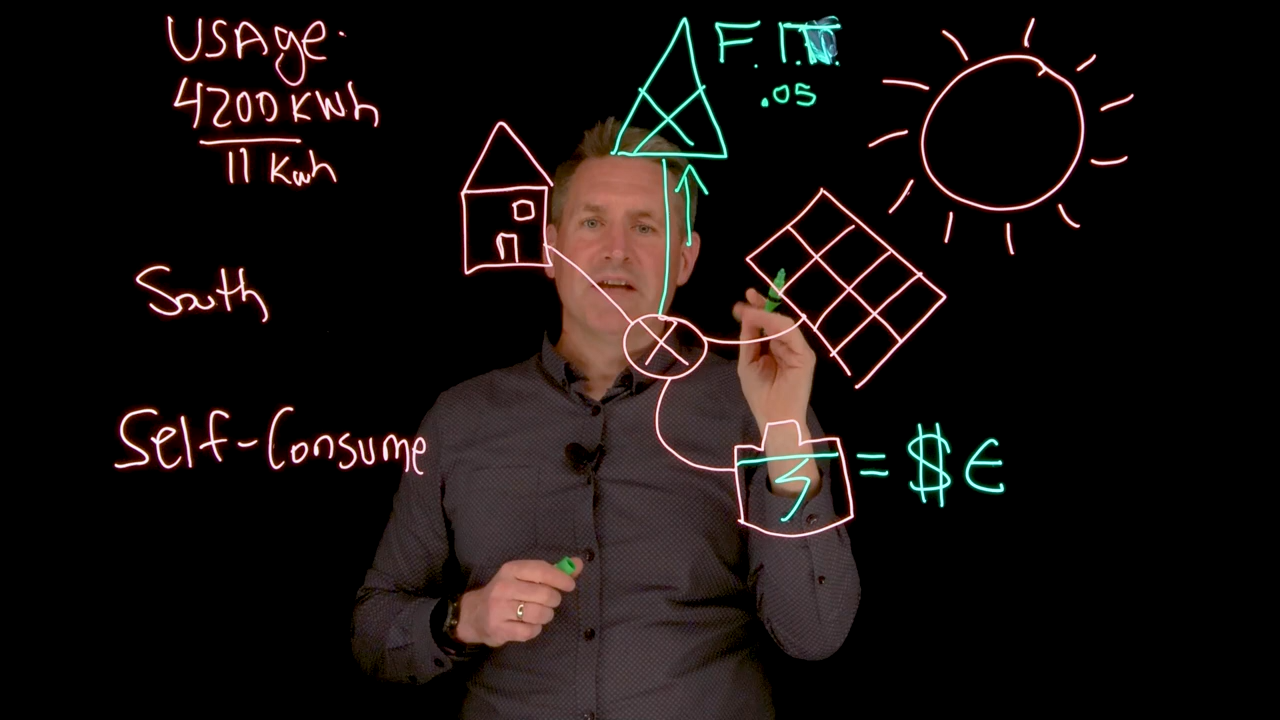 USAge.
4200 KWh
11 Kwh
F.I.
.05
South
Self-Consume
= $ €